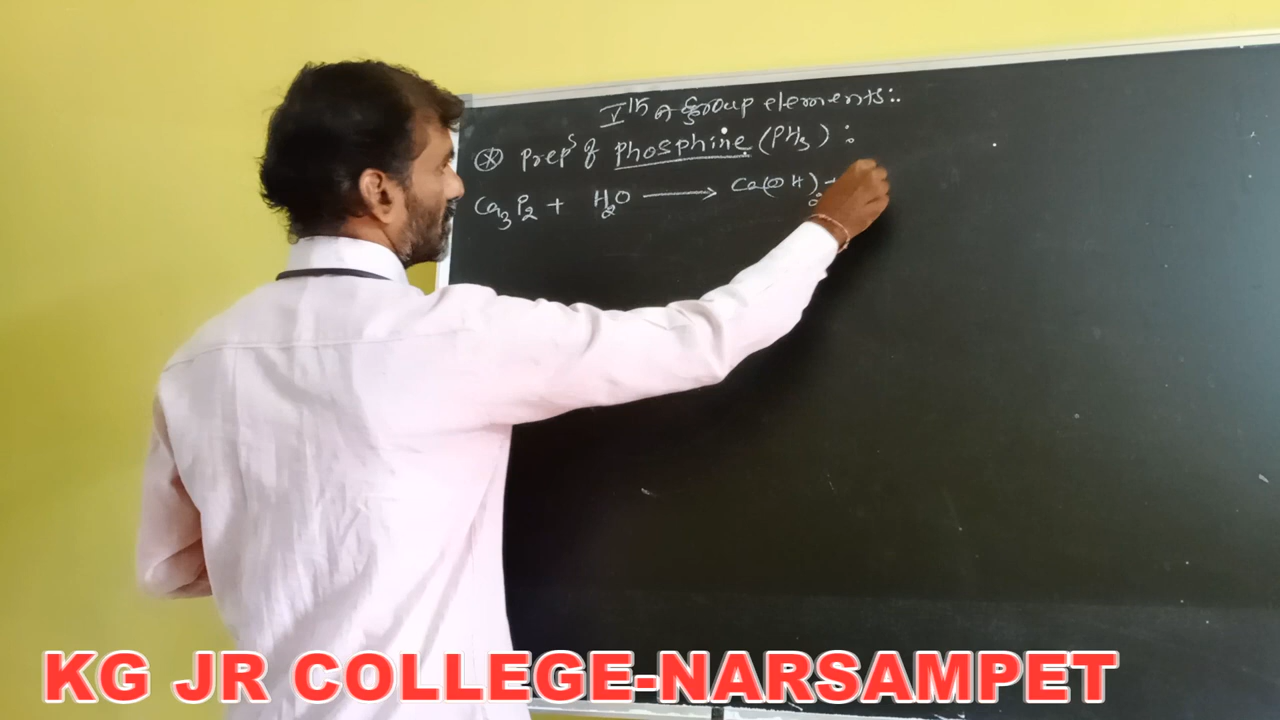 Vth A group elements:.
* Prepⁿ of phosphine (PH₃) :
Ca₃P₂ + H₂O ⟶ Ca(OH)₂ +
KG JR COLLEGE-NARSAMPET